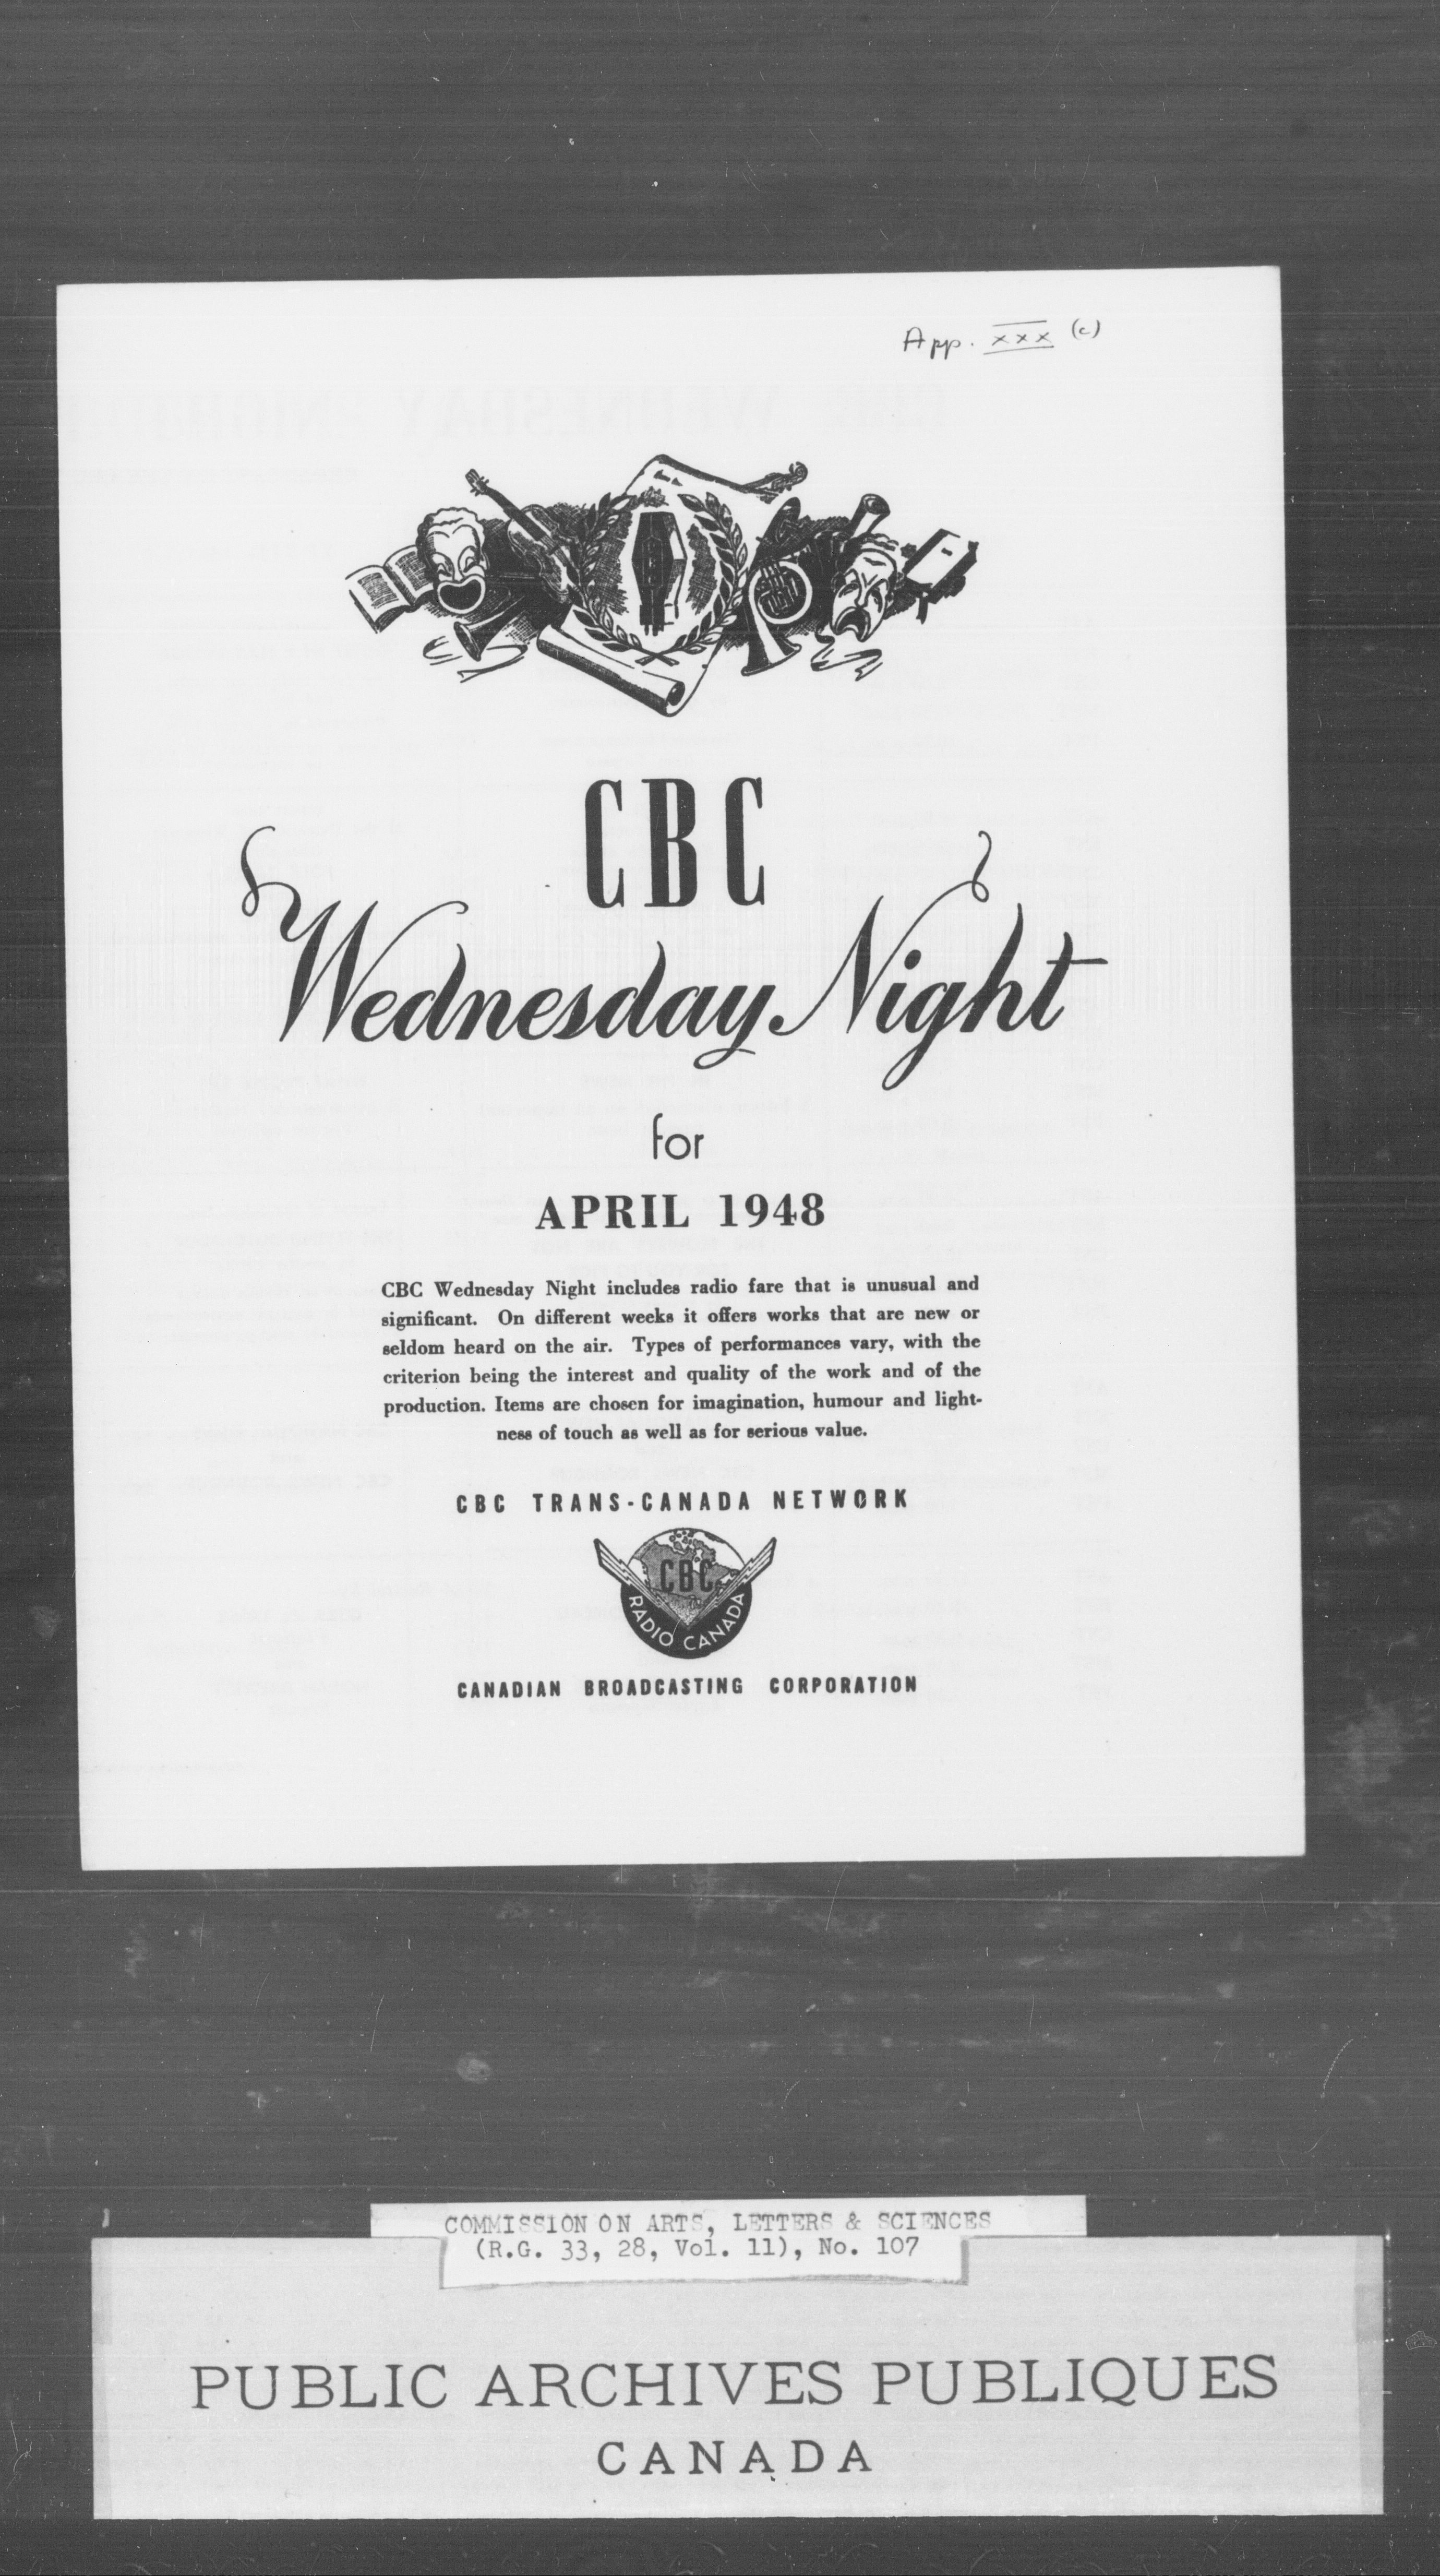 App. XXX (c)
CBC
Wednesday Night
for
APRIL 1948
CBC Wednesday Night includes radio fare that is unusual and
significant. On different weeks it offers works that are new or
seldom heard on the air. Types of performances vary, with the
criterion being the interest and quality of the work and of the
production. Items are chosen for imagination, humour and light-
ness of touch as well as for serious value.
CBC TRANS-CANADA NETWORK
CBC
RADIO CANADA
CANADIAN BROADCASTING CORPORATION
COMMISSION ON ARTS, LETTERS & SCIENCES
(R.G. 33, 28, Vol. 11), No. 107
PUBLIC ARCHIVES PUBLIQUES
CANADA